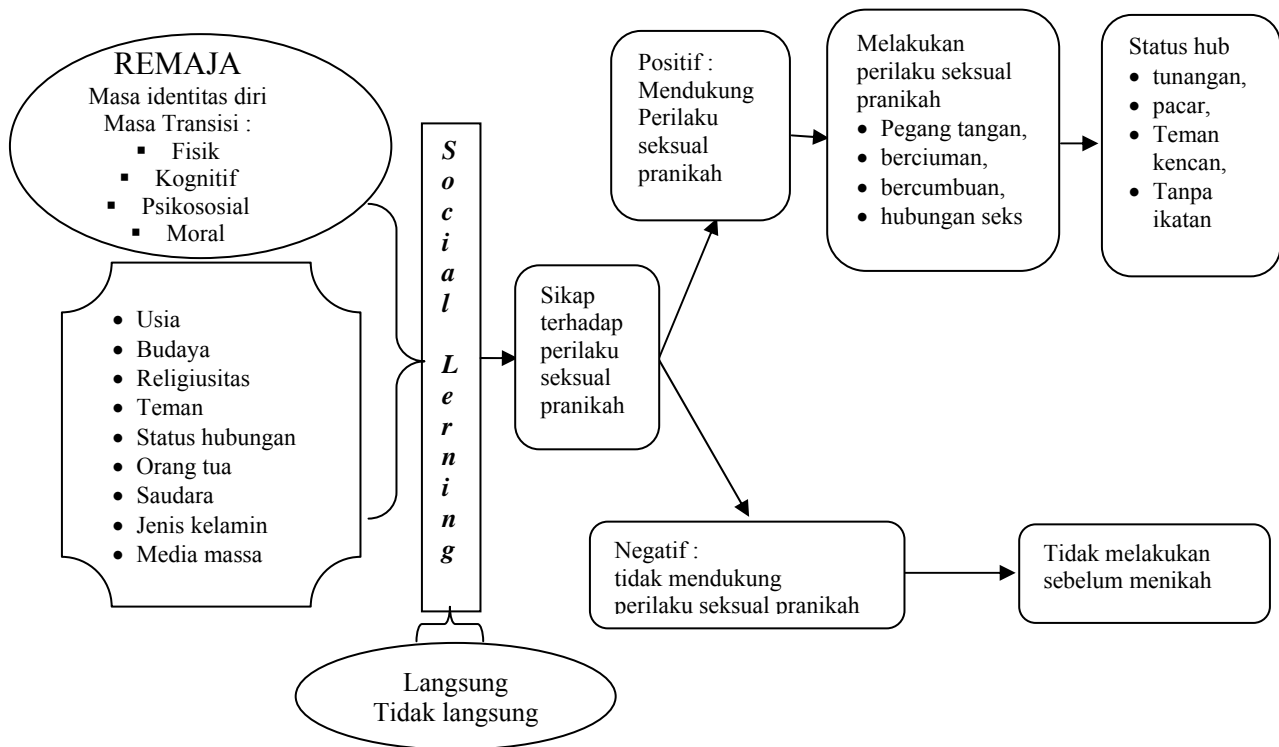 REMAJA
Masa identitas diri
Masa Transisi :
▪ Fisik
▪ Kognitif
▪ Psikososial
▪ Moral
• Usia
• Budaya
• Religiusitas
• Teman
• Status hubungan
• Orang tua
• Saudara
• Jenis kelamin
• Media massa
Social Lerning
Langsung
Tidak langsung
Sikap
terhadap
perilaku
seksual
pranikah
Positif :
Mendukung
Perilaku
seksual
pranikah
Melakukan
perilaku seksual
pranikah
• Pegang tangan,
• berciuman,
• bercumbuan,
• hubungan seks
Status hub
• tunangan,
• pacar,
• Teman
kencan,
• Tanpa
ikatan
Negatif :
tidak mendukung
perilaku seksual pranikah
Tidak melakukan
sebelum menikah